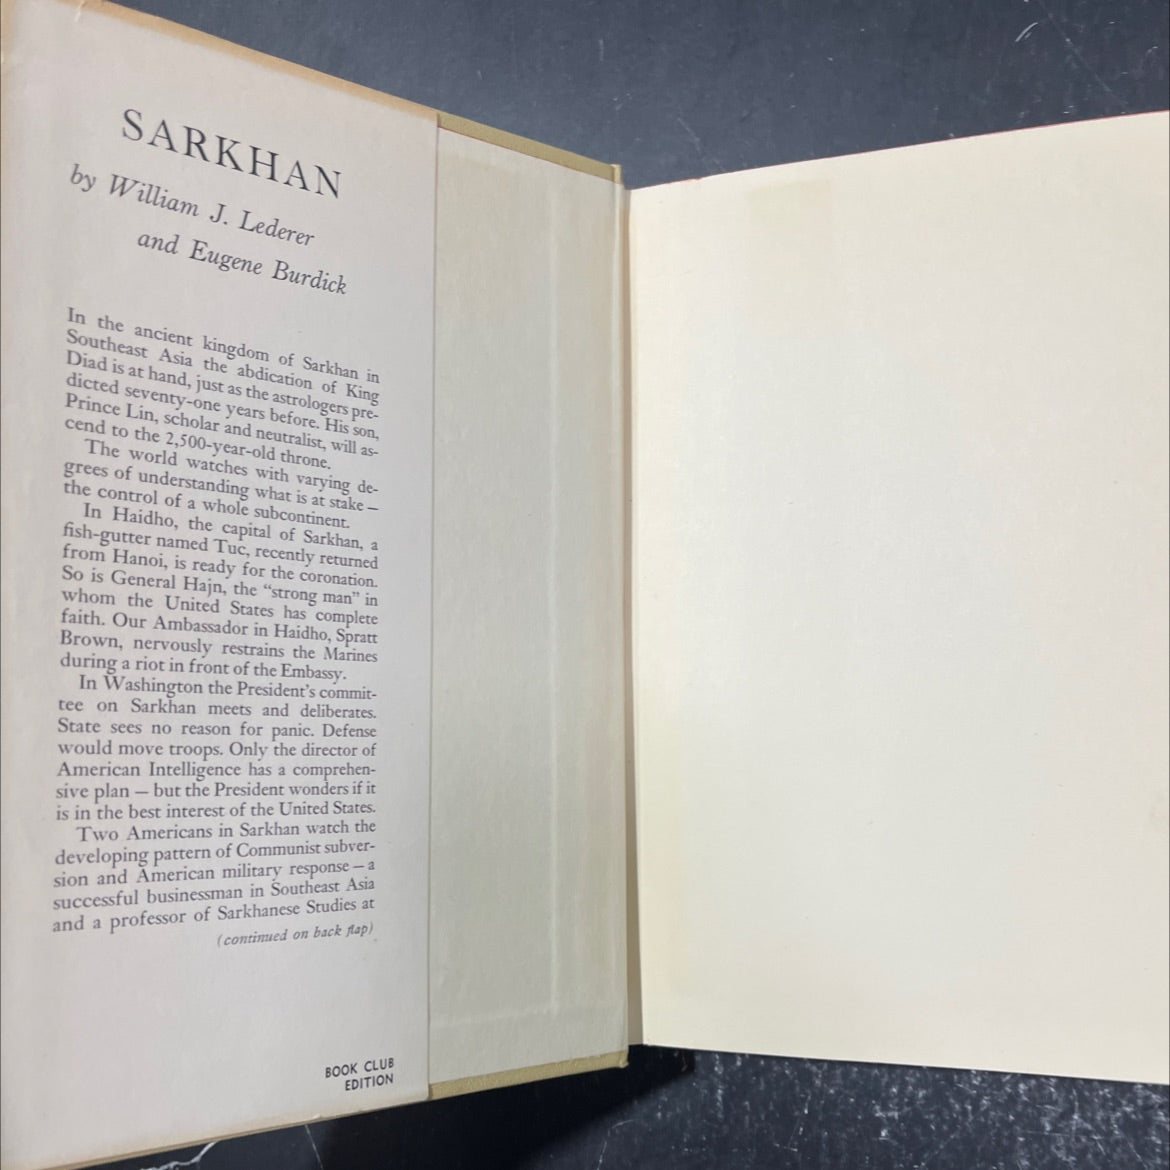 SARKHAN
by William J. Lederer
and Eugene Burdick
In the ancient kingdom of Sarkhan in
Southeast Asia the abdication of King
Diad is at hand, just as the astrologers pre-
dicted seventy-one years before. His son,
Prince Lin, scholar and neutralist, will as-
cend to the 2,500-year-old throne.
The world watches with varying de-
grees of understanding what is at stake —
the control of a whole subcontinent.
In Haidho, the capital of Sarkhan, a
fish-gutter named Tuc, recently returned
from Hanoi, is ready for the coronation.
So is General Hajn, the “strong man” in
whom the United States has complete
faith. Our Ambassador in Haidho, Spratt
Brown, nervously restrains the Marines
during a riot in front of the Embassy.
In Washington the President’s commit-
tee on Sarkhan meets and deliberates.
State sees no reason for panic. Defense
would move troops. Only the director of
American Intelligence has a comprehen-
sive plan — but the President wonders if it
is in the best interest of the United States.
Two Americans in Sarkhan watch the
developing pattern of Communist subver-
sion and American military response — a
successful businessman in Southeast Asia
and a professor of Sarkhanese Studies at
(continued on back flap)
BOOK CLUB
EDITION